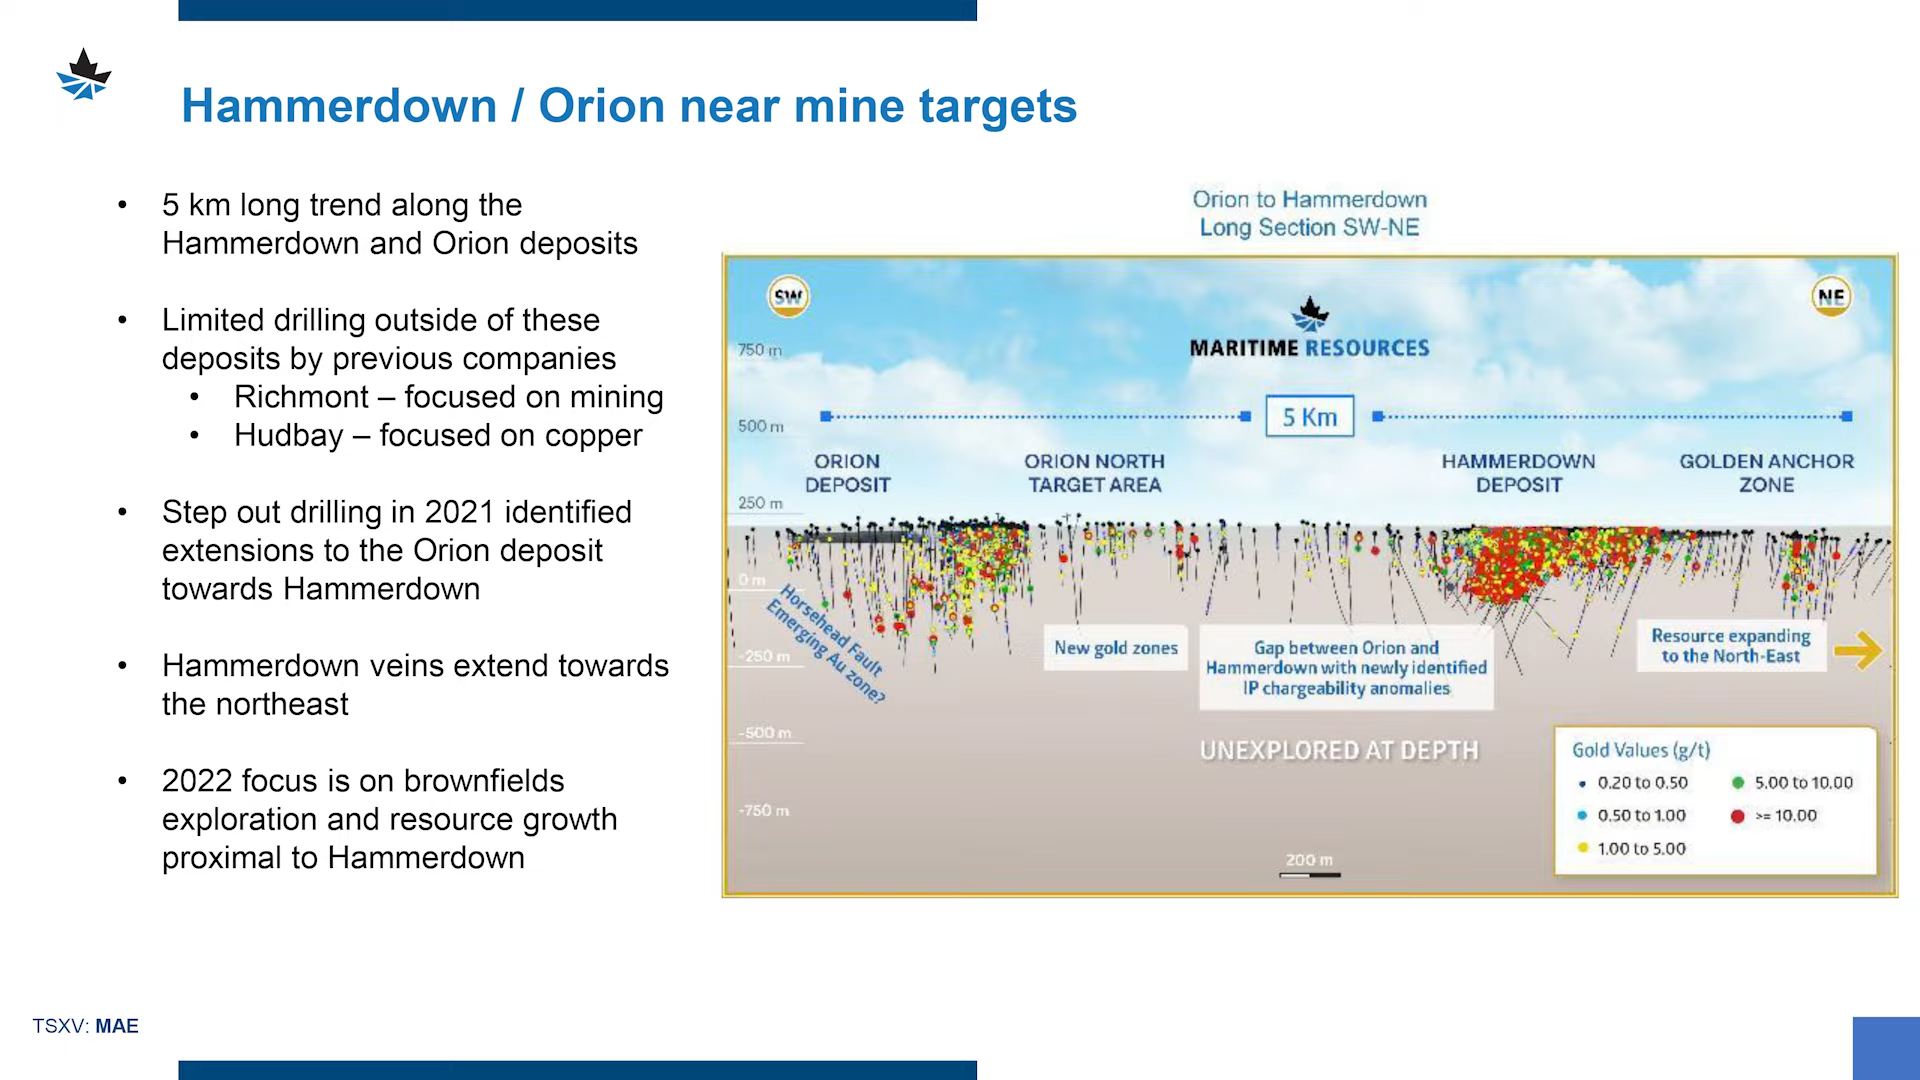 Hammerdown / Orion near mine targets
• 5 km long trend along the
Hammerdown and Orion deposits
• Limited drilling outside of these
deposits by previous companies
• Richmont – focused on mining
• Hudbay – focused on copper
• Step out drilling in 2021 identified
extensions to the Orion deposit
towards Hammerdown
• Hammerdown veins extend towards
the northeast
• 2022 focus is on brownfields
exploration and resource growth
proximal to Hammerdown
Orion to Hammerdown
Long Section SW-NE
SW
NE
MARITIME RESOURCES
750 m
5 Km
500 m
ORION
DEPOSIT
ORION NORTH
TARGET AREA
HAMMERDOWN
DEPOSIT
GOLDEN ANCHOR
ZONE
250 m
0 m
Horsehead Fault
Emerging Au zone?
-250 m
New gold zones
Gap between Orion and
Hammerdown with newly identified
IP chargeability anomalies
Resource expanding
to the North-East
-500 m
UNEXPLORED AT DEPTH
-750 m
200 m
Gold Values (g/t)
0.20 to 0.50
0.50 to 1.00
1.00 to 5.00
5.00 to 10.00
>= 10.00
TSXV: MAE